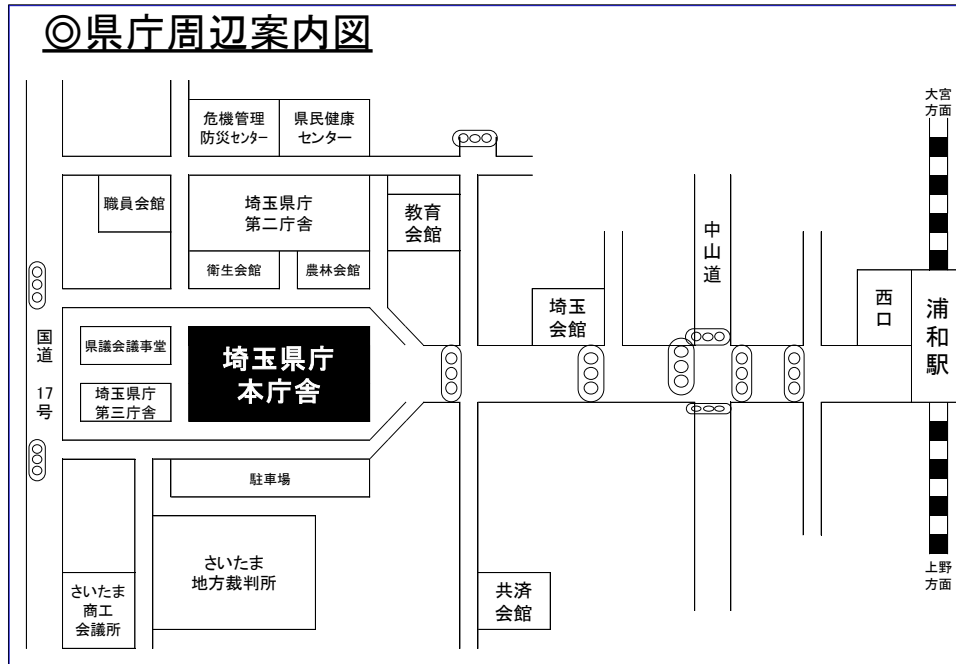 ◎県庁周辺案内図
大宮
方面
危機管理
防災センター
県民健康
センター
職員会館
埼玉県庁
第二庁舎
教育
会館
中山道
衛生会館
農林会館
埼玉
会館
西口
浦和駅
国道
17
号
県議会議事堂
埼玉県庁
本庁舎
埼玉県庁
第三庁舎
駐車場
さいたま
地方裁判所
さいたま
商工
会議所
共済
会館
上野
方面